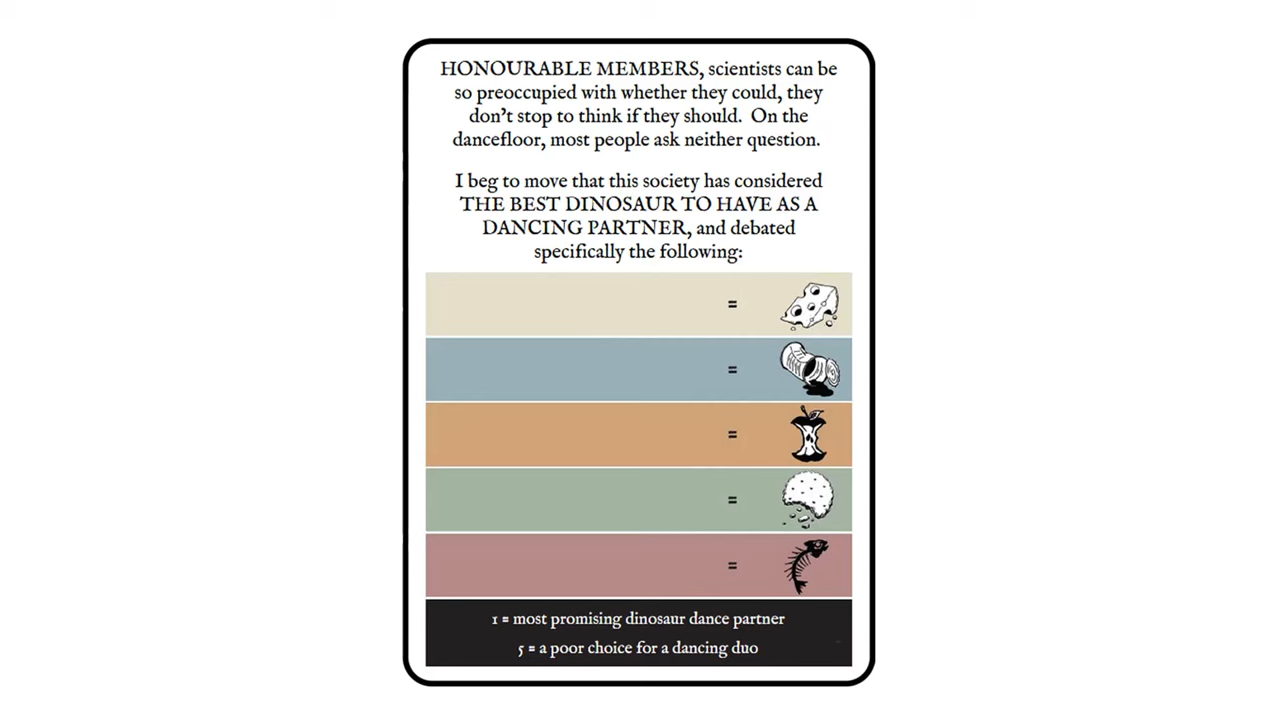 HONOURABLE MEMBERS, scientists can be
so preoccupied with whether they could, they
don't stop to think if they should. On the
dancefloor, most people ask neither question.
I beg to move that this society has considered
THE BEST DINOSAUR TO HAVE AS A
DANCING PARTNER, and debated
specifically the following:
=
=
=
=
=
1 = most promising dinosaur dance partner
5 = a poor choice for a dancing duo